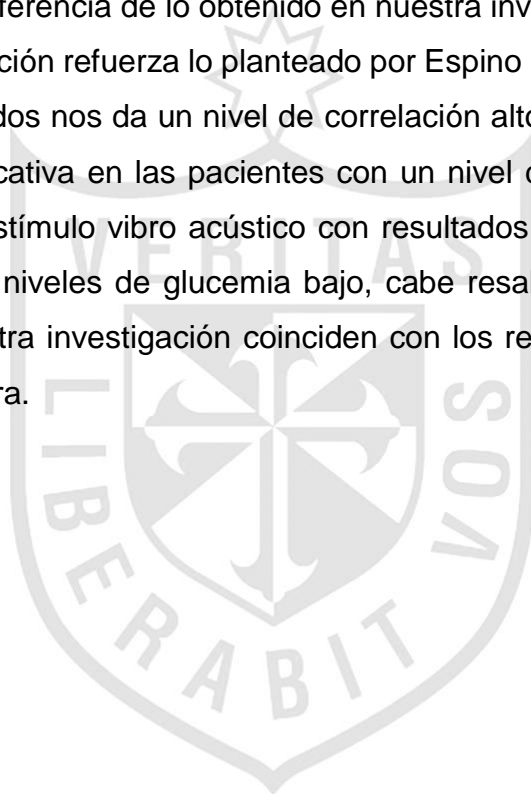 ferencia de lo obtenido en nuestra inv
ción refuerza lo planteado por Espino
dos nos da un nivel de correlación alto
cativa en las pacientes con un nivel
stímulo vibro acústico con resultados
niveles de glucemia bajo, cabe resa
tra investigación coinciden con los re
ra.
VERITAS
LIBERABIT
VOS